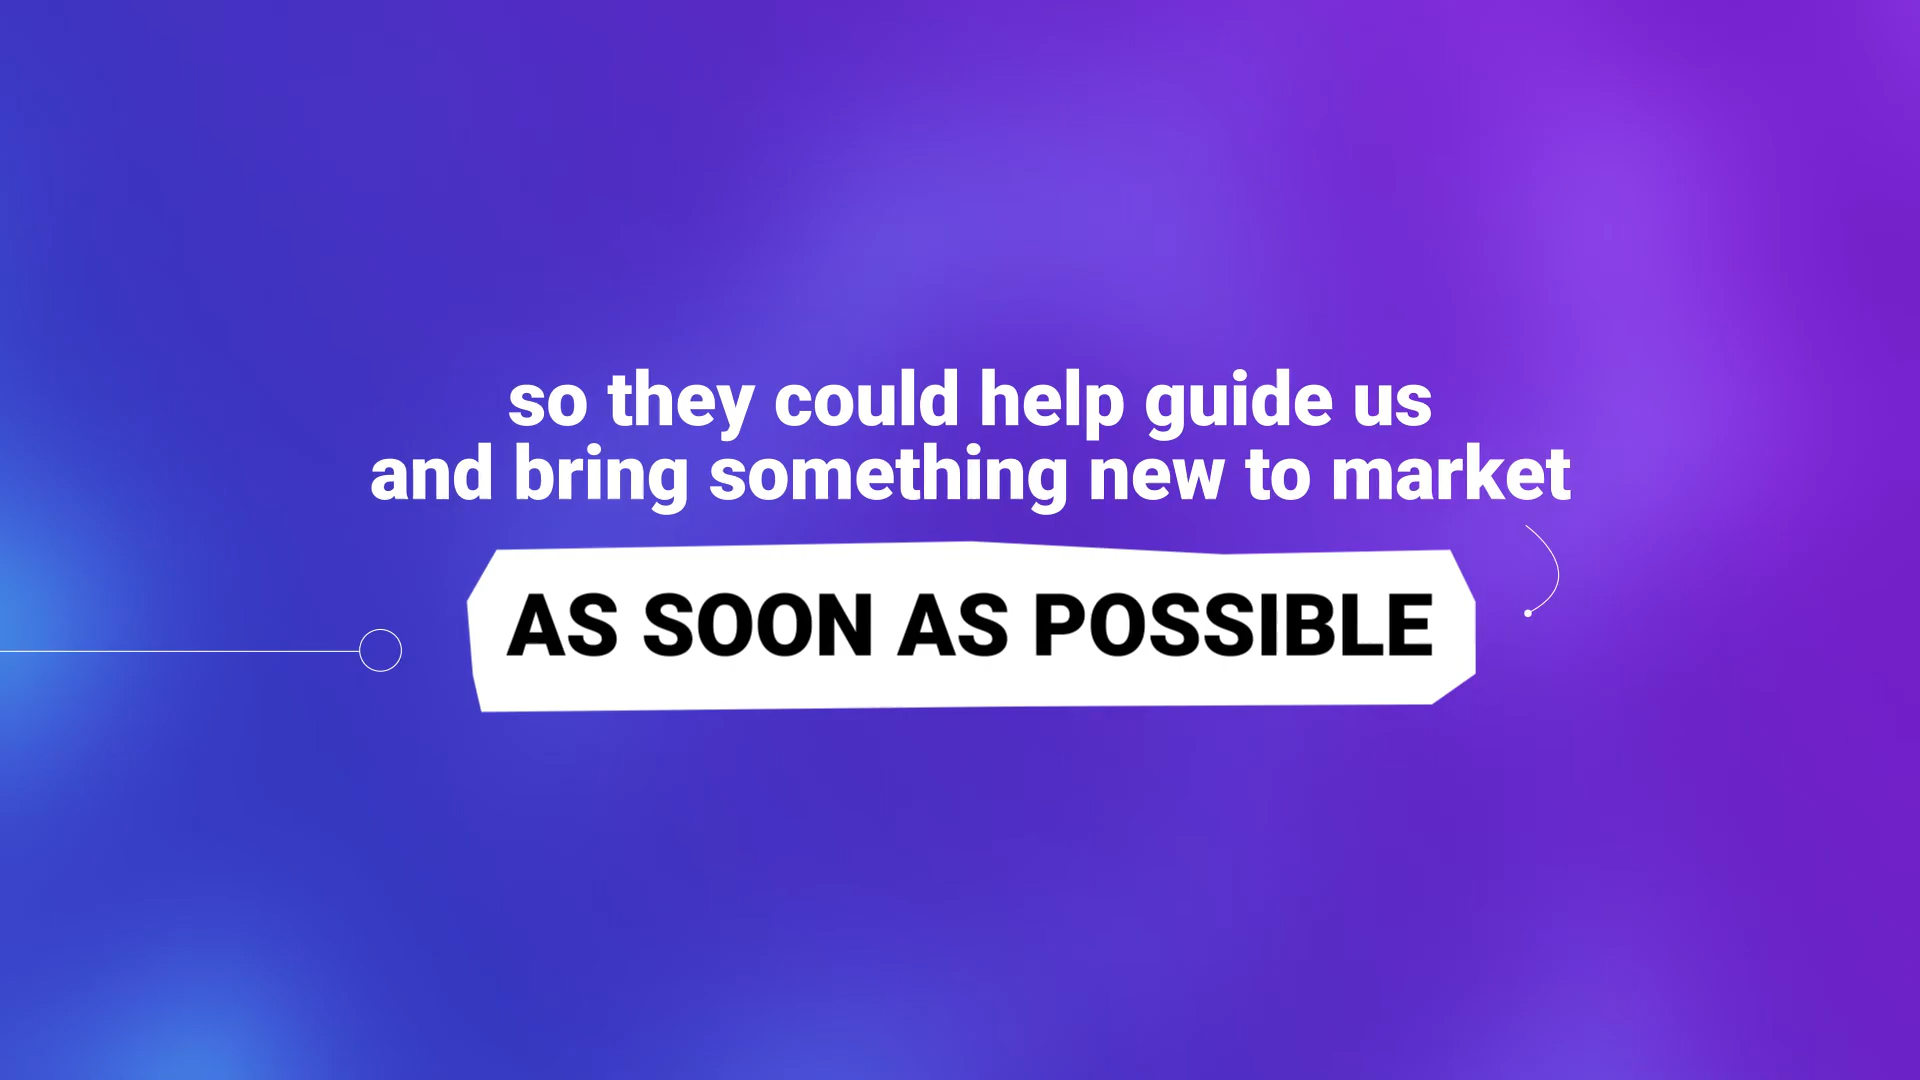 so they could help guide us
and bring something new to market
AS SOON AS POSSIBLE